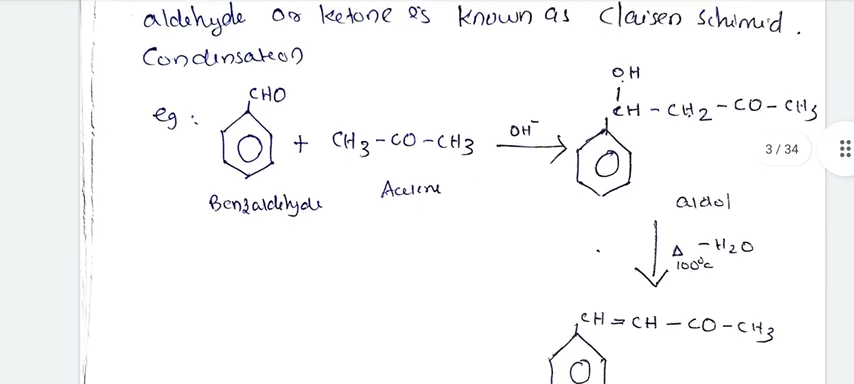 aldehyde or ketone is known as Claisen Schimid.
Condensation
eg : CHO + CH3-CO-CH3 OH⁻ OH
CH-CH2-CO-CH3
Benzaldehyde Acetone
3 / 34
aldol
Δ -H2O
100°c
CH=CH-CO-CH3